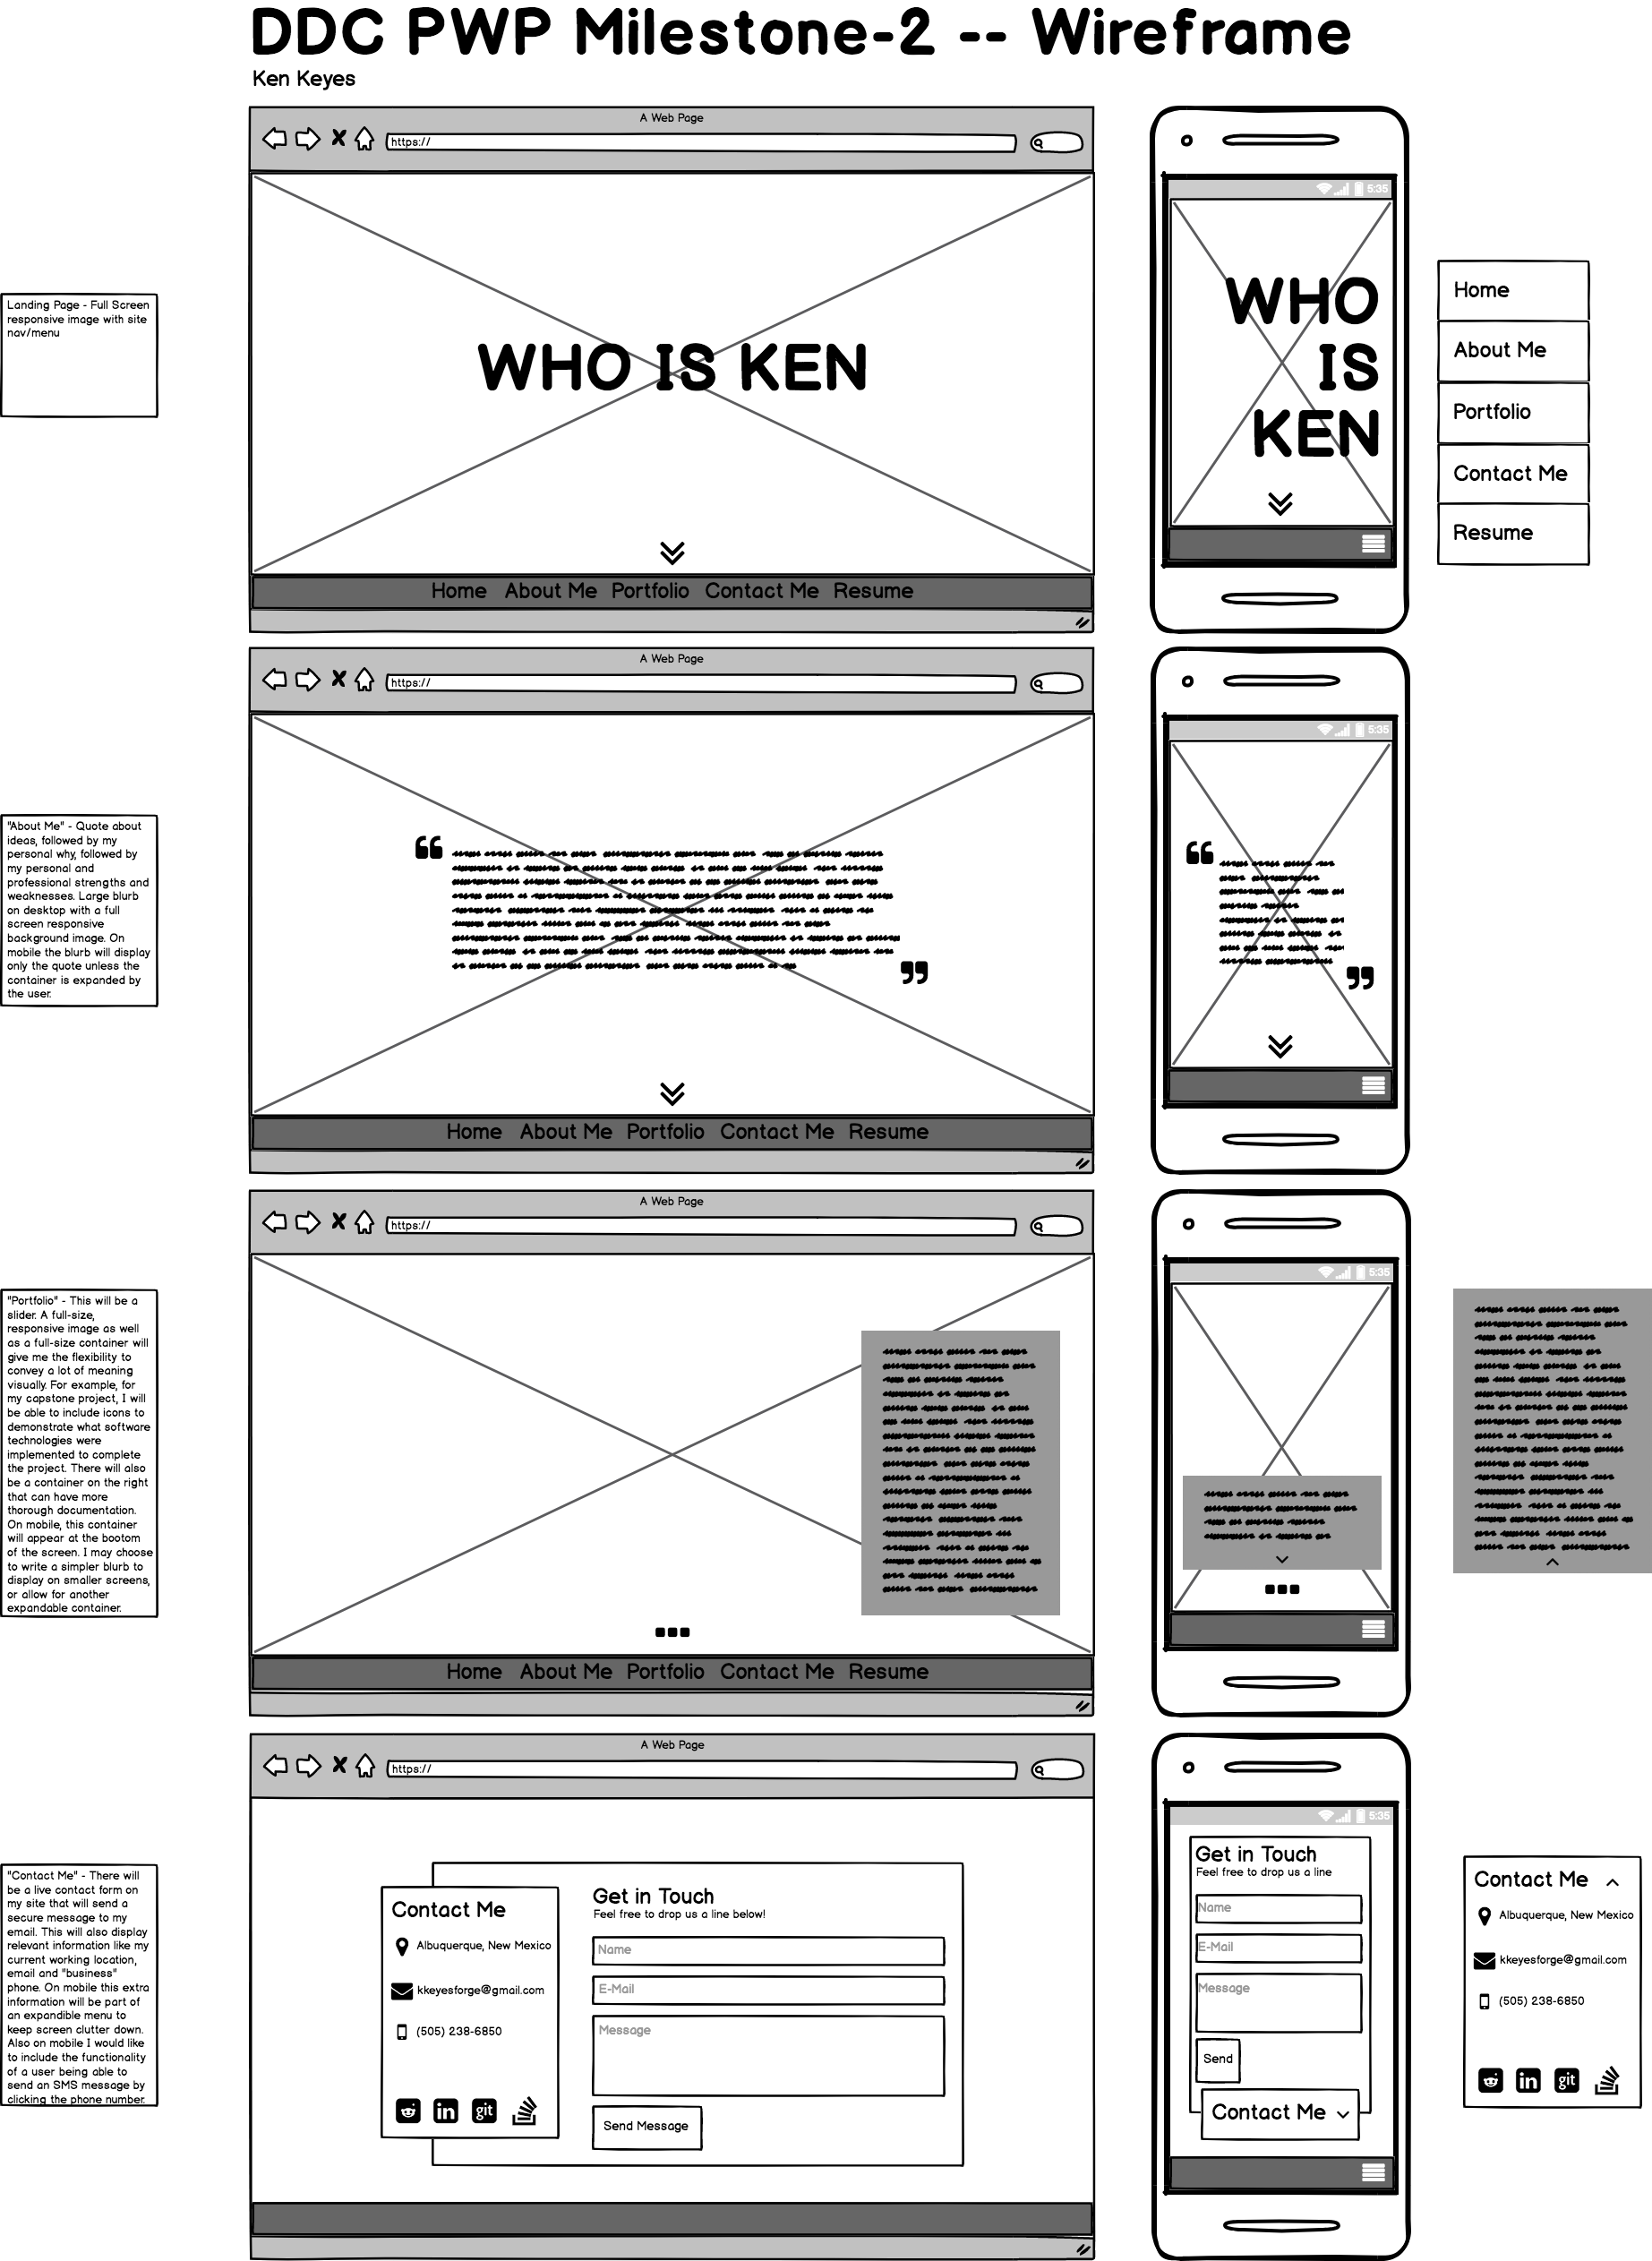 DDC PWP Milestone-2 -- Wireframe
Ken Keyes
Landing Page - Full Screen
responsive image with site
nav/menu
A Web Page
https://
WHO IS KEN
Home About Me Portfolio Contact Me Resume
5:35
WHO
IS
KEN
Home
About Me
Portfolio
Contact Me
Resume
"About Me" - Quote about
ideas, followed by my
personal why, followed by
my personal and
professional strengths and
weaknesses. Large blurb
on desktop with a full
screen responsive
background image. On
mobile the blurb will display
only the quote unless the
container is expanded by
the user.
A Web Page
https://
“
”
Home About Me Portfolio Contact Me Resume
5:35
“
”
"Portfolio" - This will be a
slider. A full-size,
responsive image as well
as a full-size container will
give me the flexibility to
convey a lot of meaning
visually. For example, for
my capstone project, I will
be able to include icons to
demonstrate what software
technologies were
implemented to complete
the project. There will also
be a container on the right
that can have more
thorough documentation.
On mobile, this container
will appear at the bootom
of the screen. I may choose
to write a simpler blurb to
display on smaller screens,
or allow for another
expandable container.
A Web Page
https://
Home About Me Portfolio Contact Me Resume
5:35
"Contact Me" - There will
be a live contact form on
my site that will send a
secure message to my
email. This will also display
relevant information like my
current working location,
email and "business"
phone. On mobile this extra
information will be part of
an expandible menu to
keep screen clutter down.
Also on mobile I would like
to include the functionality
of a user being able to
send an SMS message by
clicking the phone number.
A Web Page
https://
Contact Me
Albuquerque, New Mexico
kkeyesforge@gmail.com
(505) 238-6850
in
git
Get in Touch
Feel free to drop us a line below!
Name
E-Mail
Message
Send Message
5:35
Get in Touch
Feel free to drop us a line
Name
E-Mail
Message
Send
Contact Me
Contact Me
Albuquerque, New Mexico
kkeyesforge@gmail.com
(505) 238-6850
in
git